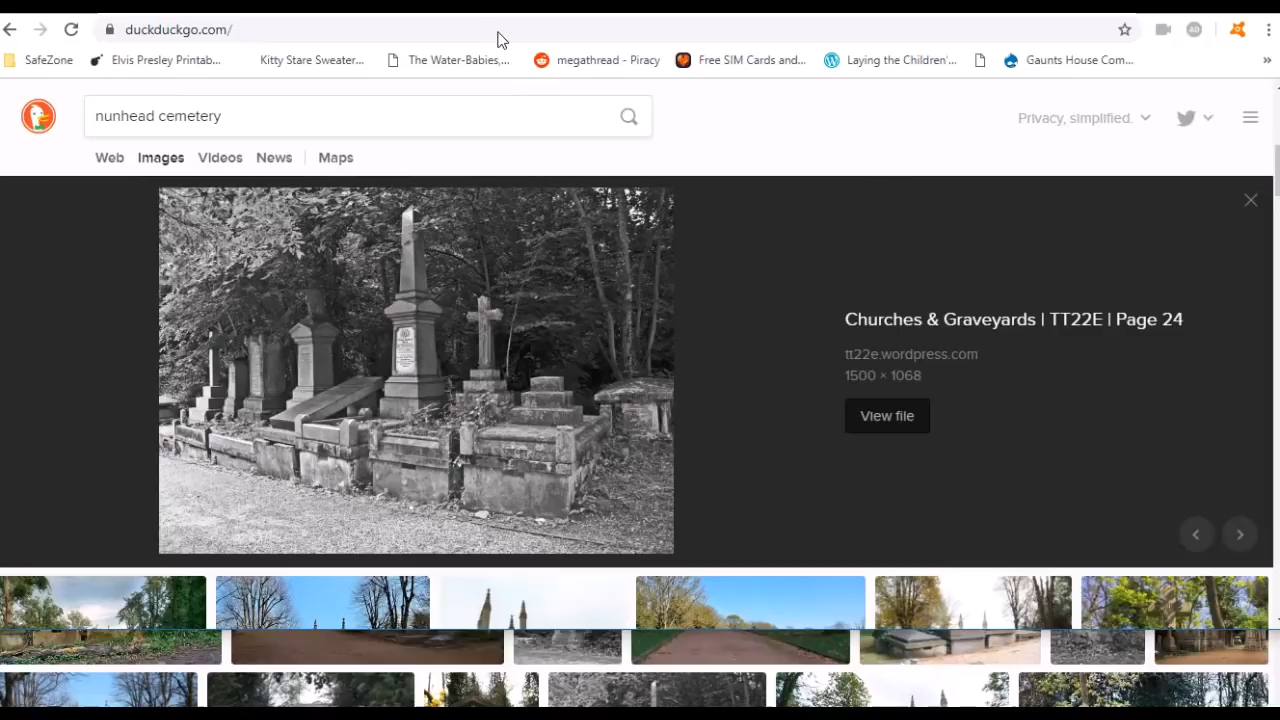 duckduckgo.com/
SafeZone Elvis Presley Printab... Kitty Stare Sweater... The Water-Babies,... megathread - Piracy Free SIM Cards and... Laying the Children'... Gaunts House Com... »
nunhead cemetery
Privacy, simplified.
Web Images Videos News Maps
Churches & Graveyards | TT22E | Page 24
tt22e.wordpress.com
1500 × 1068
View file